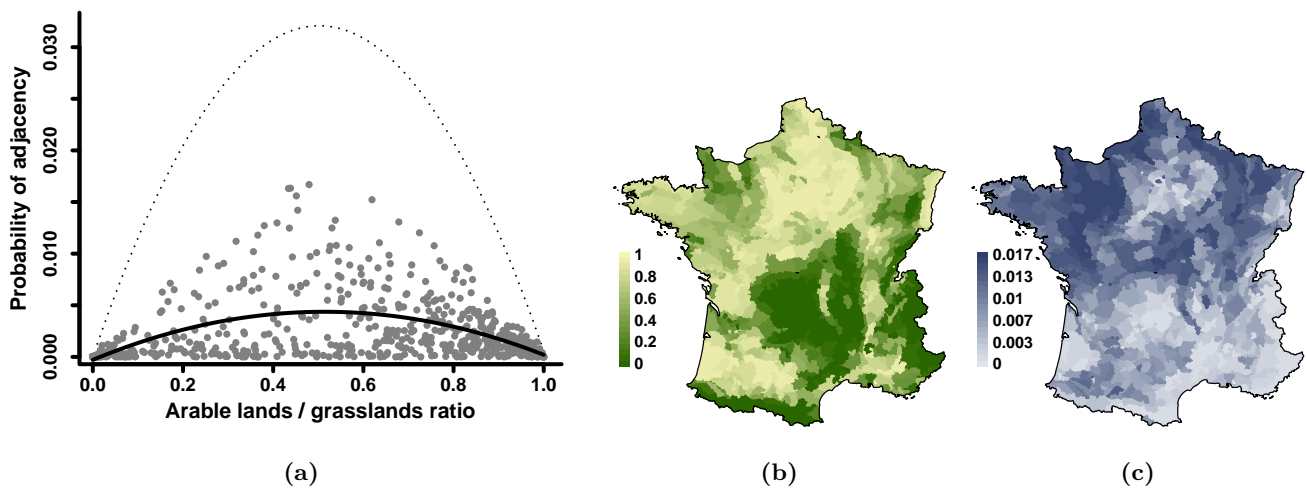 Probability of adjacency
0.030
0.020
0.010
0.000
0.0 0.2 0.4 0.6 0.8 1.0
Arable lands / grasslands ratio
(a)
1
0.8
0.6
0.4
0.2
0
(b)
0.017
0.013
0.01
0.007
0.003
0
(c)